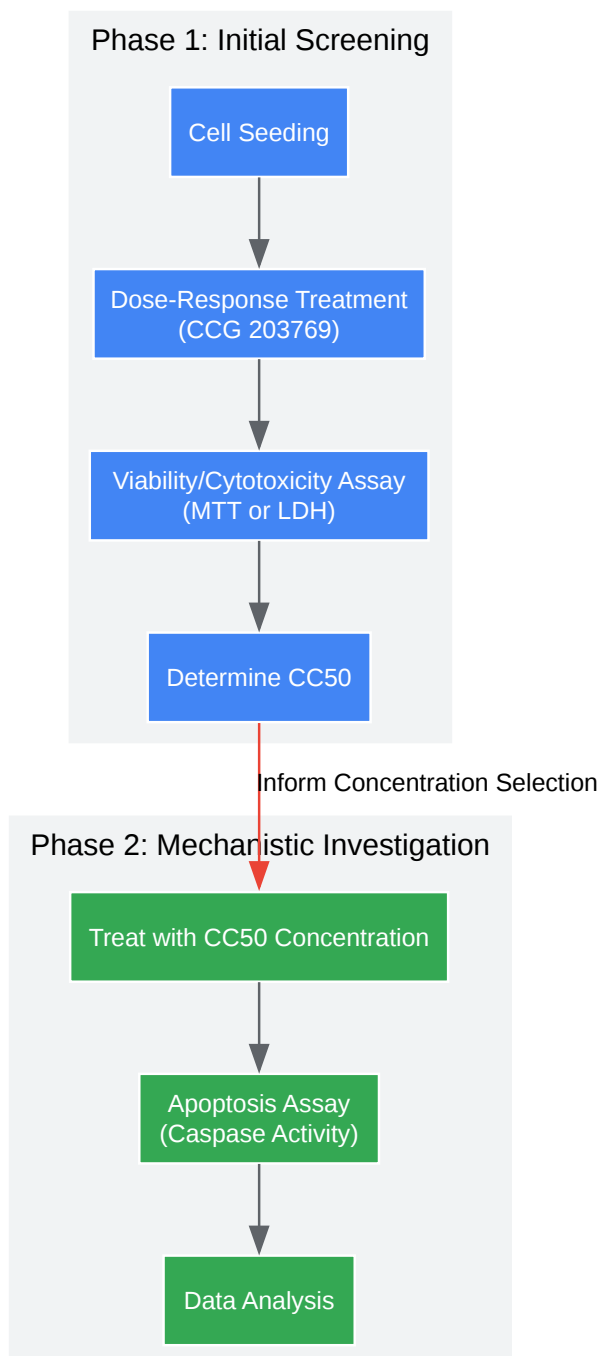 Phase 1: Initial Screening
Cell Seeding
Dose-Response Treatment
(CCG 203769)
Viability/Cytotoxicity Assay
(MTT or LDH)
Determine CC50
Inform Concentration Selection
Phase 2: Mechanistic Investigation
Treat with CC50 Concentration
Apoptosis Assay
(Caspase Activity)
Data Analysis